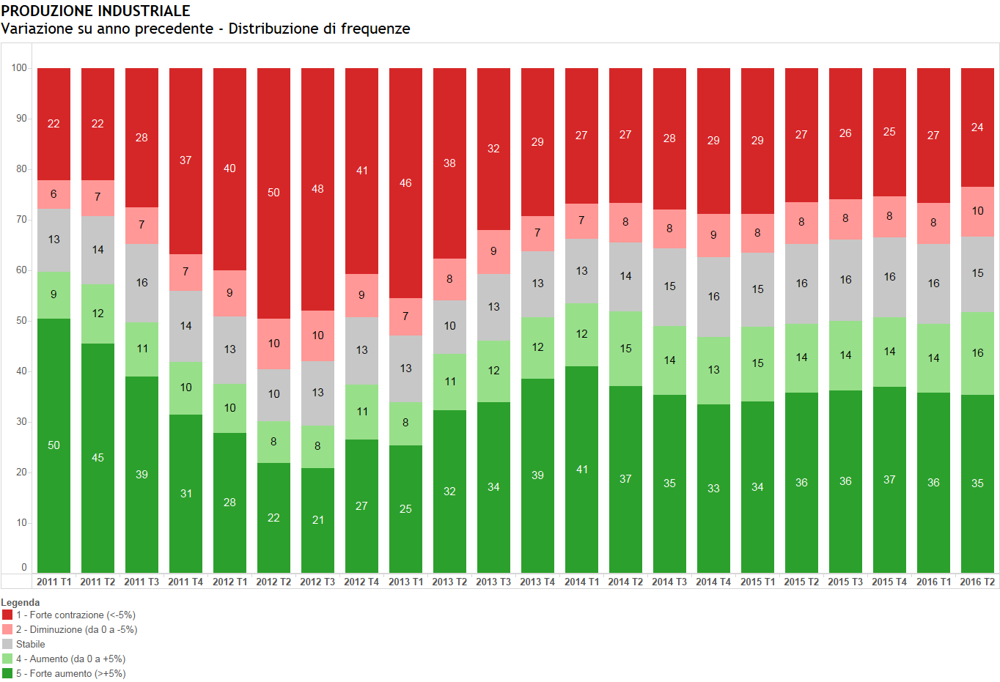 PRODUZIONE INDUSTRIALE
Variazione su anno precedente - Distribuzione di frequenze
100
90
80
70
60
50
40
30
20
10
0
22 6 13 9 50
22 7 14 12 45
28 7 16 11 39
37 7 14 10 31
40 9 13 10 28
50 10 10 8 22
48 10 13 8 21
41 9 13 11 27
46 7 13 8 25
38 8 10 11 32
32 9 13 12 34
29 7 13 12 39
27 7 13 12 41
27 8 14 15 37
28 8 15 14 35
29 9 16 13 33
29 8 15 15 34
27 8 16 14 36
26 8 16 14 36
25 8 16 14 37
27 8 16 14 36
24 10 15 16 35
2011 T1 2011 T2 2011 T3 2011 T4 2012 T1 2012 T2 2012 T3 2012 T4 2013 T1 2013 T2 2013 T3 2013 T4 2014 T1 2014 T2 2014 T3 2014 T4 2015 T1 2015 T2 2015 T3 2015 T4 2016 T1 2016 T2
Legenda
1 - Forte contrazione (<-5%)
2 - Diminuzione (da 0 a -5%)
Stabile
4 - Aumento (da 0 a +5%)
5 - Forte aumento (>+5%)